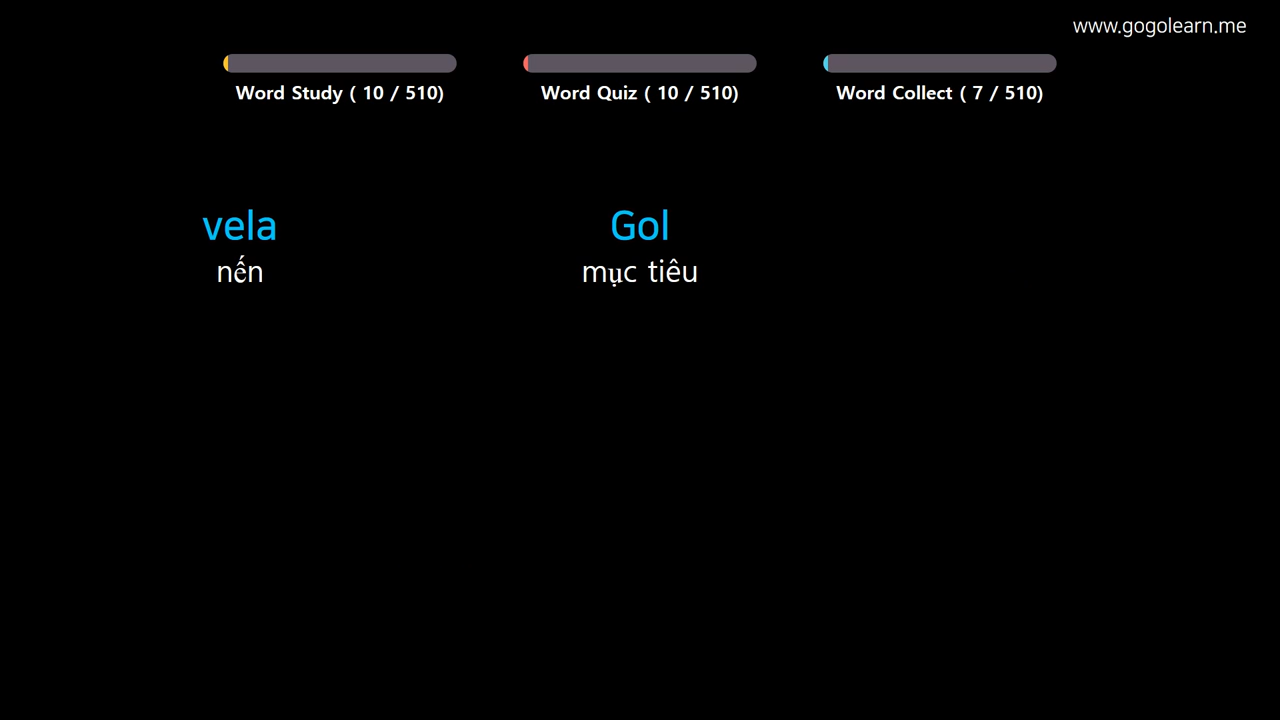 www.gogolearn.me
Word Study ( 10 / 510)
Word Quiz ( 10 / 510)
Word Collect ( 7 / 510)
vela
nến
Gol
mục tiêu